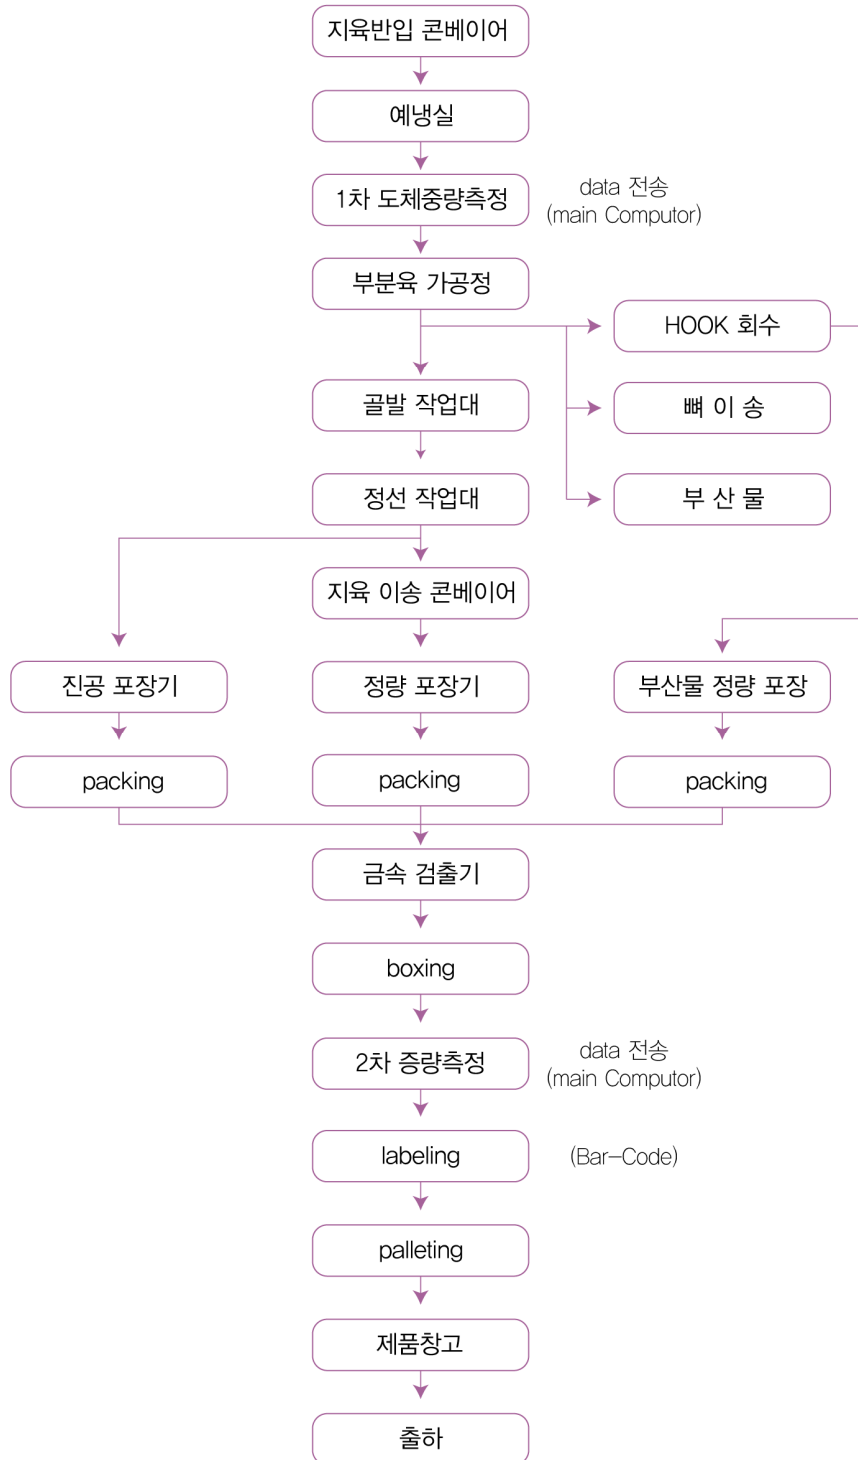 지육반입 콘베이어
예냉실
1차 도체중량측정
data 전송
(main Computor)
부분육 가공정
HOOK 회수
골발 작업대
뼈 이 송
정선 작업대
부 산 물
지육 이송 콘베이어
진공 포장기
정량 포장기
부산물 정량 포장
packing
packing
packing
금속 검출기
boxing
2차 증량측정
data 전송
(main Computor)
labeling
(Bar-Code)
palleting
제품창고
출하